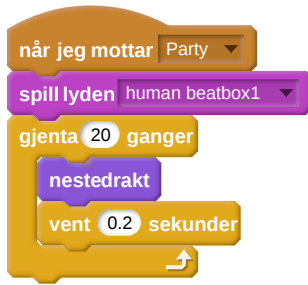 når jeg mottar Party
spill lyden human beatbox1
gjenta 20 ganger
nestedrakt
vent 0.2 sekunder